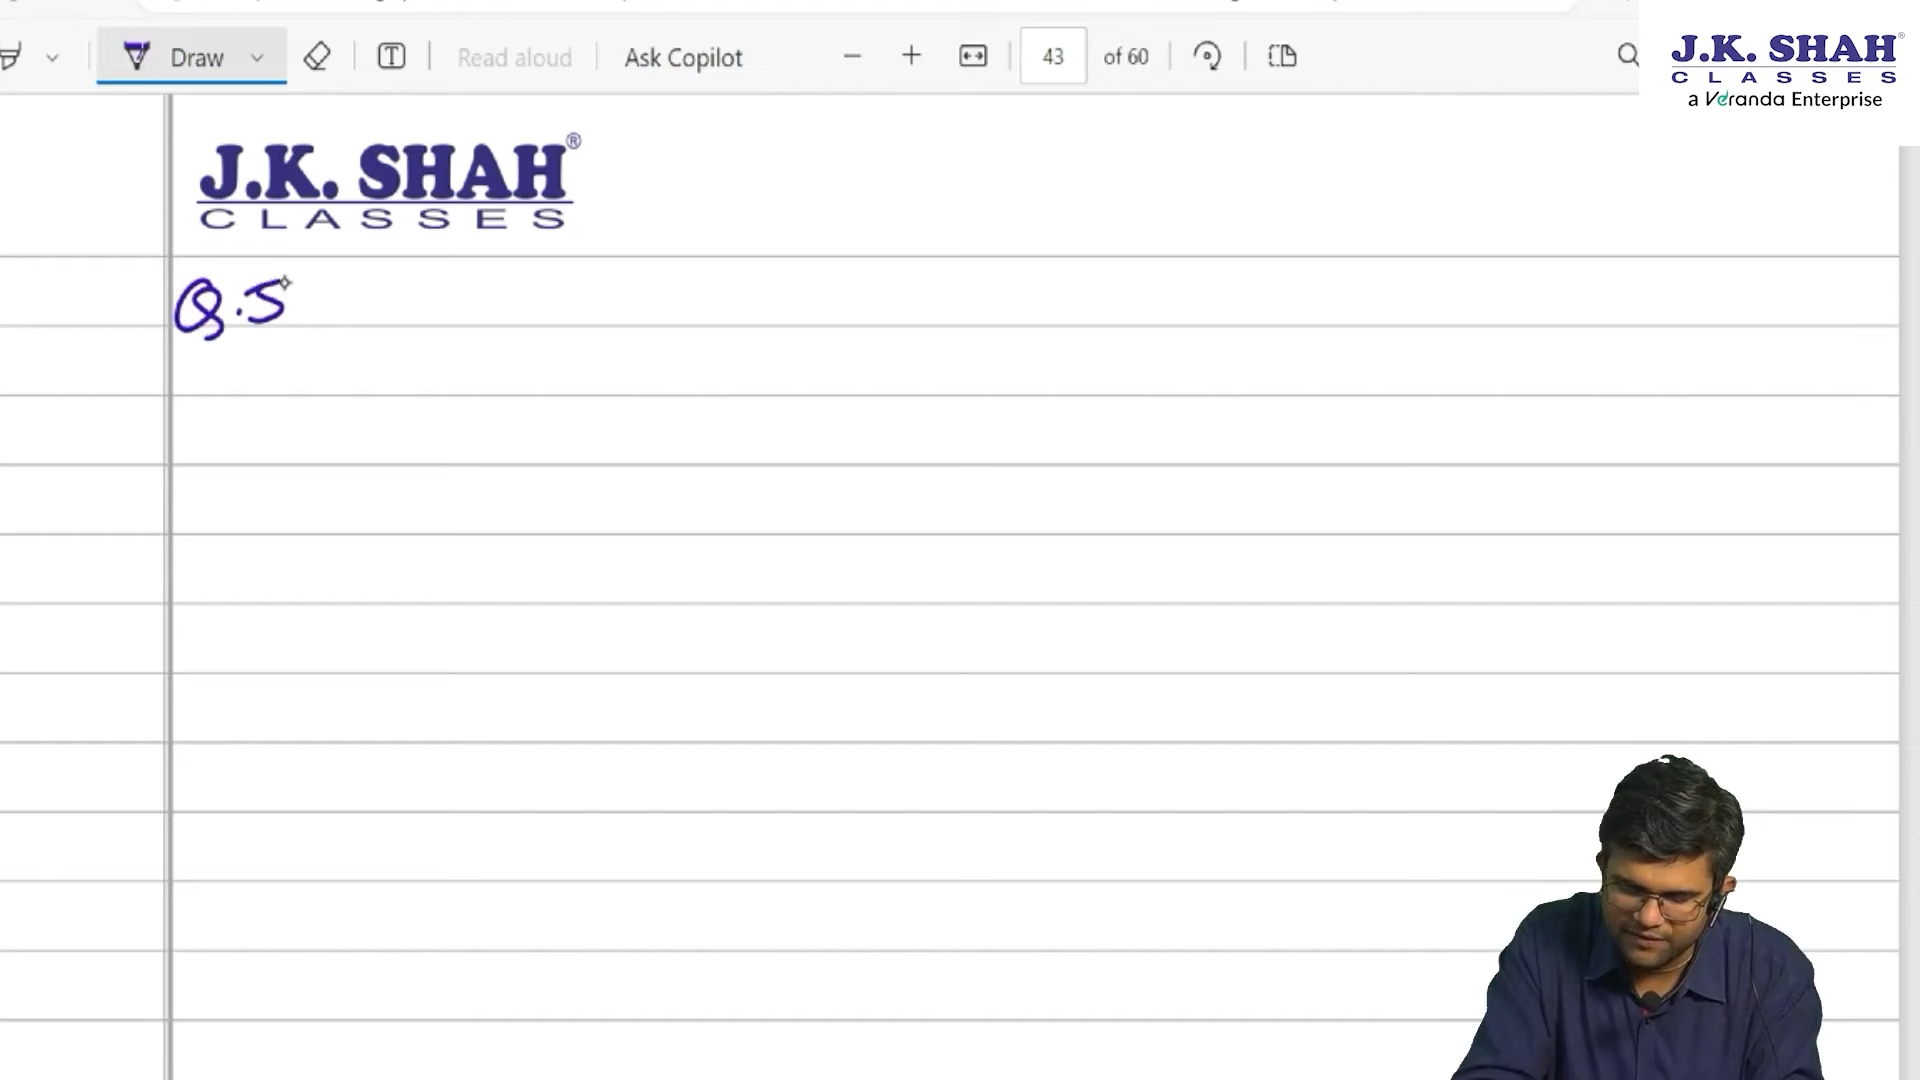 Draw
Read aloud
Ask Copilot
43 of 60
J.K. SHAH®
CLASSES
a Veranda Enterprise
J.K. SHAH®
CLASSES
Q.5